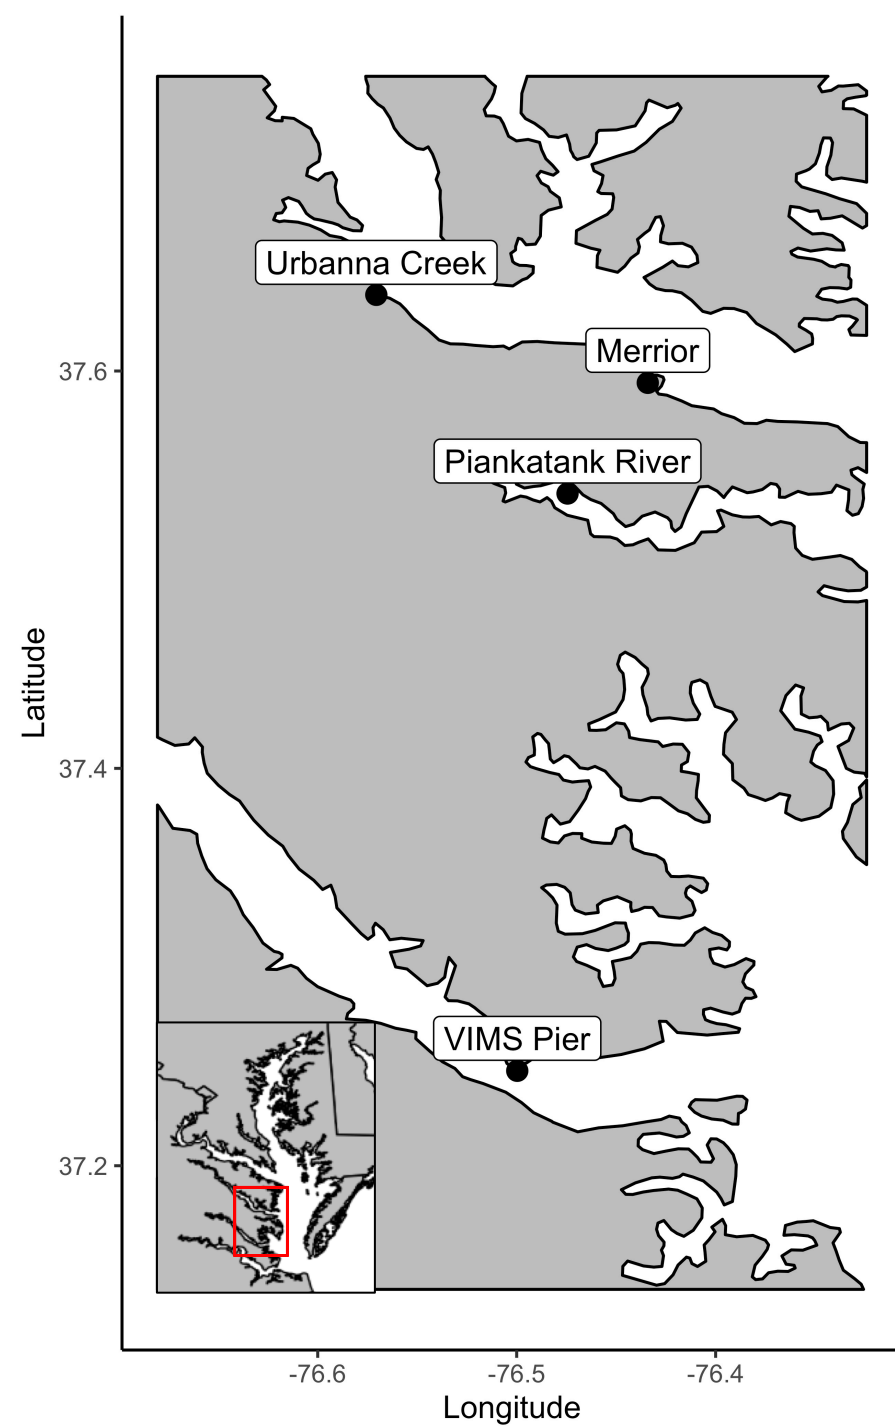 Urbanna Creek
Merrior
37.6
Piankatank River
Latitude
37.4
VIMS Pier
37.2
-76.6
-76.5
-76.4
Longitude